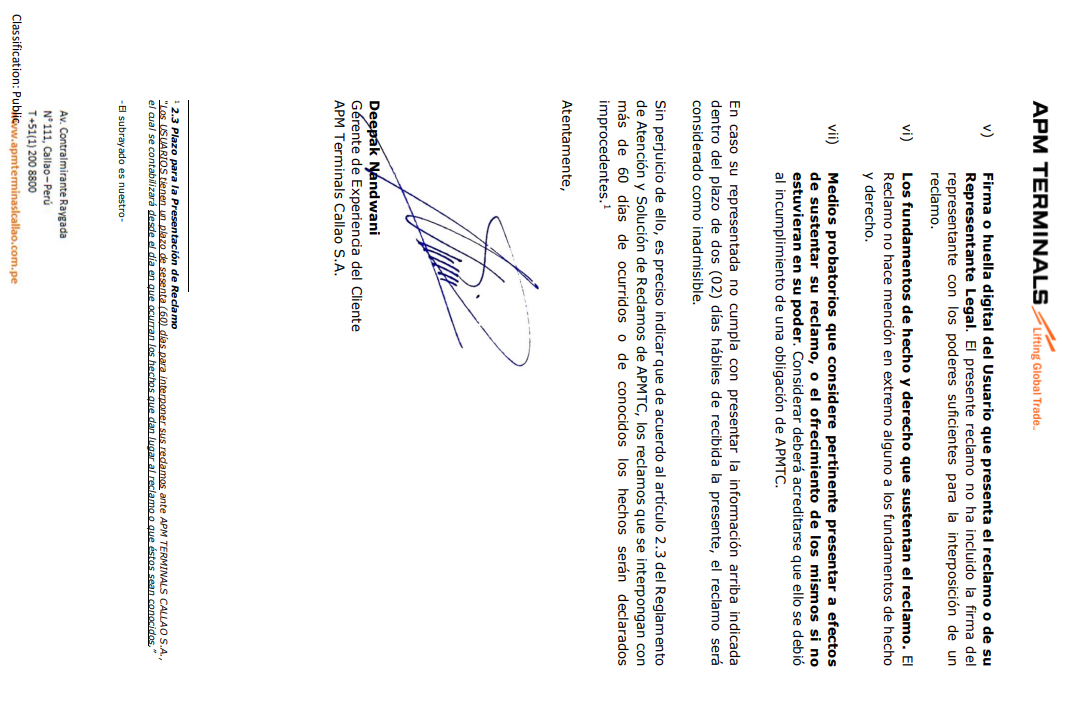 APM TERMINALS
Lifting Global Trade.
v) Firma o huella digital del Usuario que presenta el reclamo o de su
Representante Legal. El presente reclamo no ha incluido la firma del
representante con los poderes suficientes para la interposición de un
reclamo.
vi) Los fundamentos de hecho y derecho que sustentan el reclamo. El
Reclamo no hace mención en extremo alguno a los fundamentos de hecho
y derecho.
vii) Medios probatorios que considere pertinente presentar a efectos
de sustentar su reclamo, o el ofrecimiento de los mismos si no
estuvieran en su poder. Considerar deberá acreditarse que ello se debió
al incumplimiento de una obligación de APMTC.
En caso su representada no cumpla con presentar la información arriba indicada
dentro del plazo de dos (02) días hábiles de recibida la presente, el reclamo será
considerado como inadmisible.
Sin perjuicio de ello, es preciso indicar que de acuerdo al artículo 2.3 del Reglamento
de Atención y Solución de Reclamos de APMTC, los reclamos que se interpongan con
más de 60 días de ocurridos o de conocidos los hechos serán declarados
improcedentes.¹
Atentamente,
Deepak Nandwani
Gerente de Experiencia del Cliente
APM Terminals Callao S.A.
¹ 2.3 Plazo para la Presentación de Reclamo
"Los USUARIOS tienen un plazo de sesenta (60) días para interponer sus reclamos ante APM TERMINALS CALLAO S.A.,
el cual se contabilizará desde el día en que ocurran los hechos que dan lugar al reclamo o que éstos sean conocidos."
-El subrayado es nuestro-
Av. Contralmirante Raygada
N° 111, Callao – Perú
T +51(1) 200 8800
www.apmterminalscallao.com.pe
Classification: Public